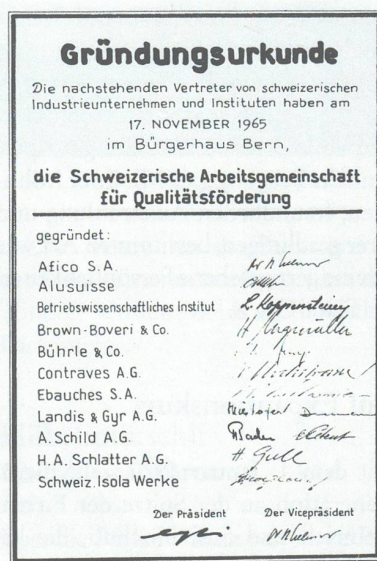 Gründungsurkunde
Die nachstehenden Vertreter von schweizerischen
Industrieunternehmen und Instituten haben am
17. NOVEMBER 1965
im Bürgerhaus Bern,
die Schweizerische Arbeitsgemeinschaft
für Qualitätsförderung
gegründet:
Afico S.A.
Alusuisse
Betriebswissenschaftliches Institut
Brown-Boveri & Co.
Bührle & Co.
Contraves A.G.
Ebauches S.A.
Landis & Gyr A.G.
A. Schild A.G.
H.A. Schlatter A.G. H. Gull
Schweiz. Isola Werke
Der Präsident Der Vicepräsident